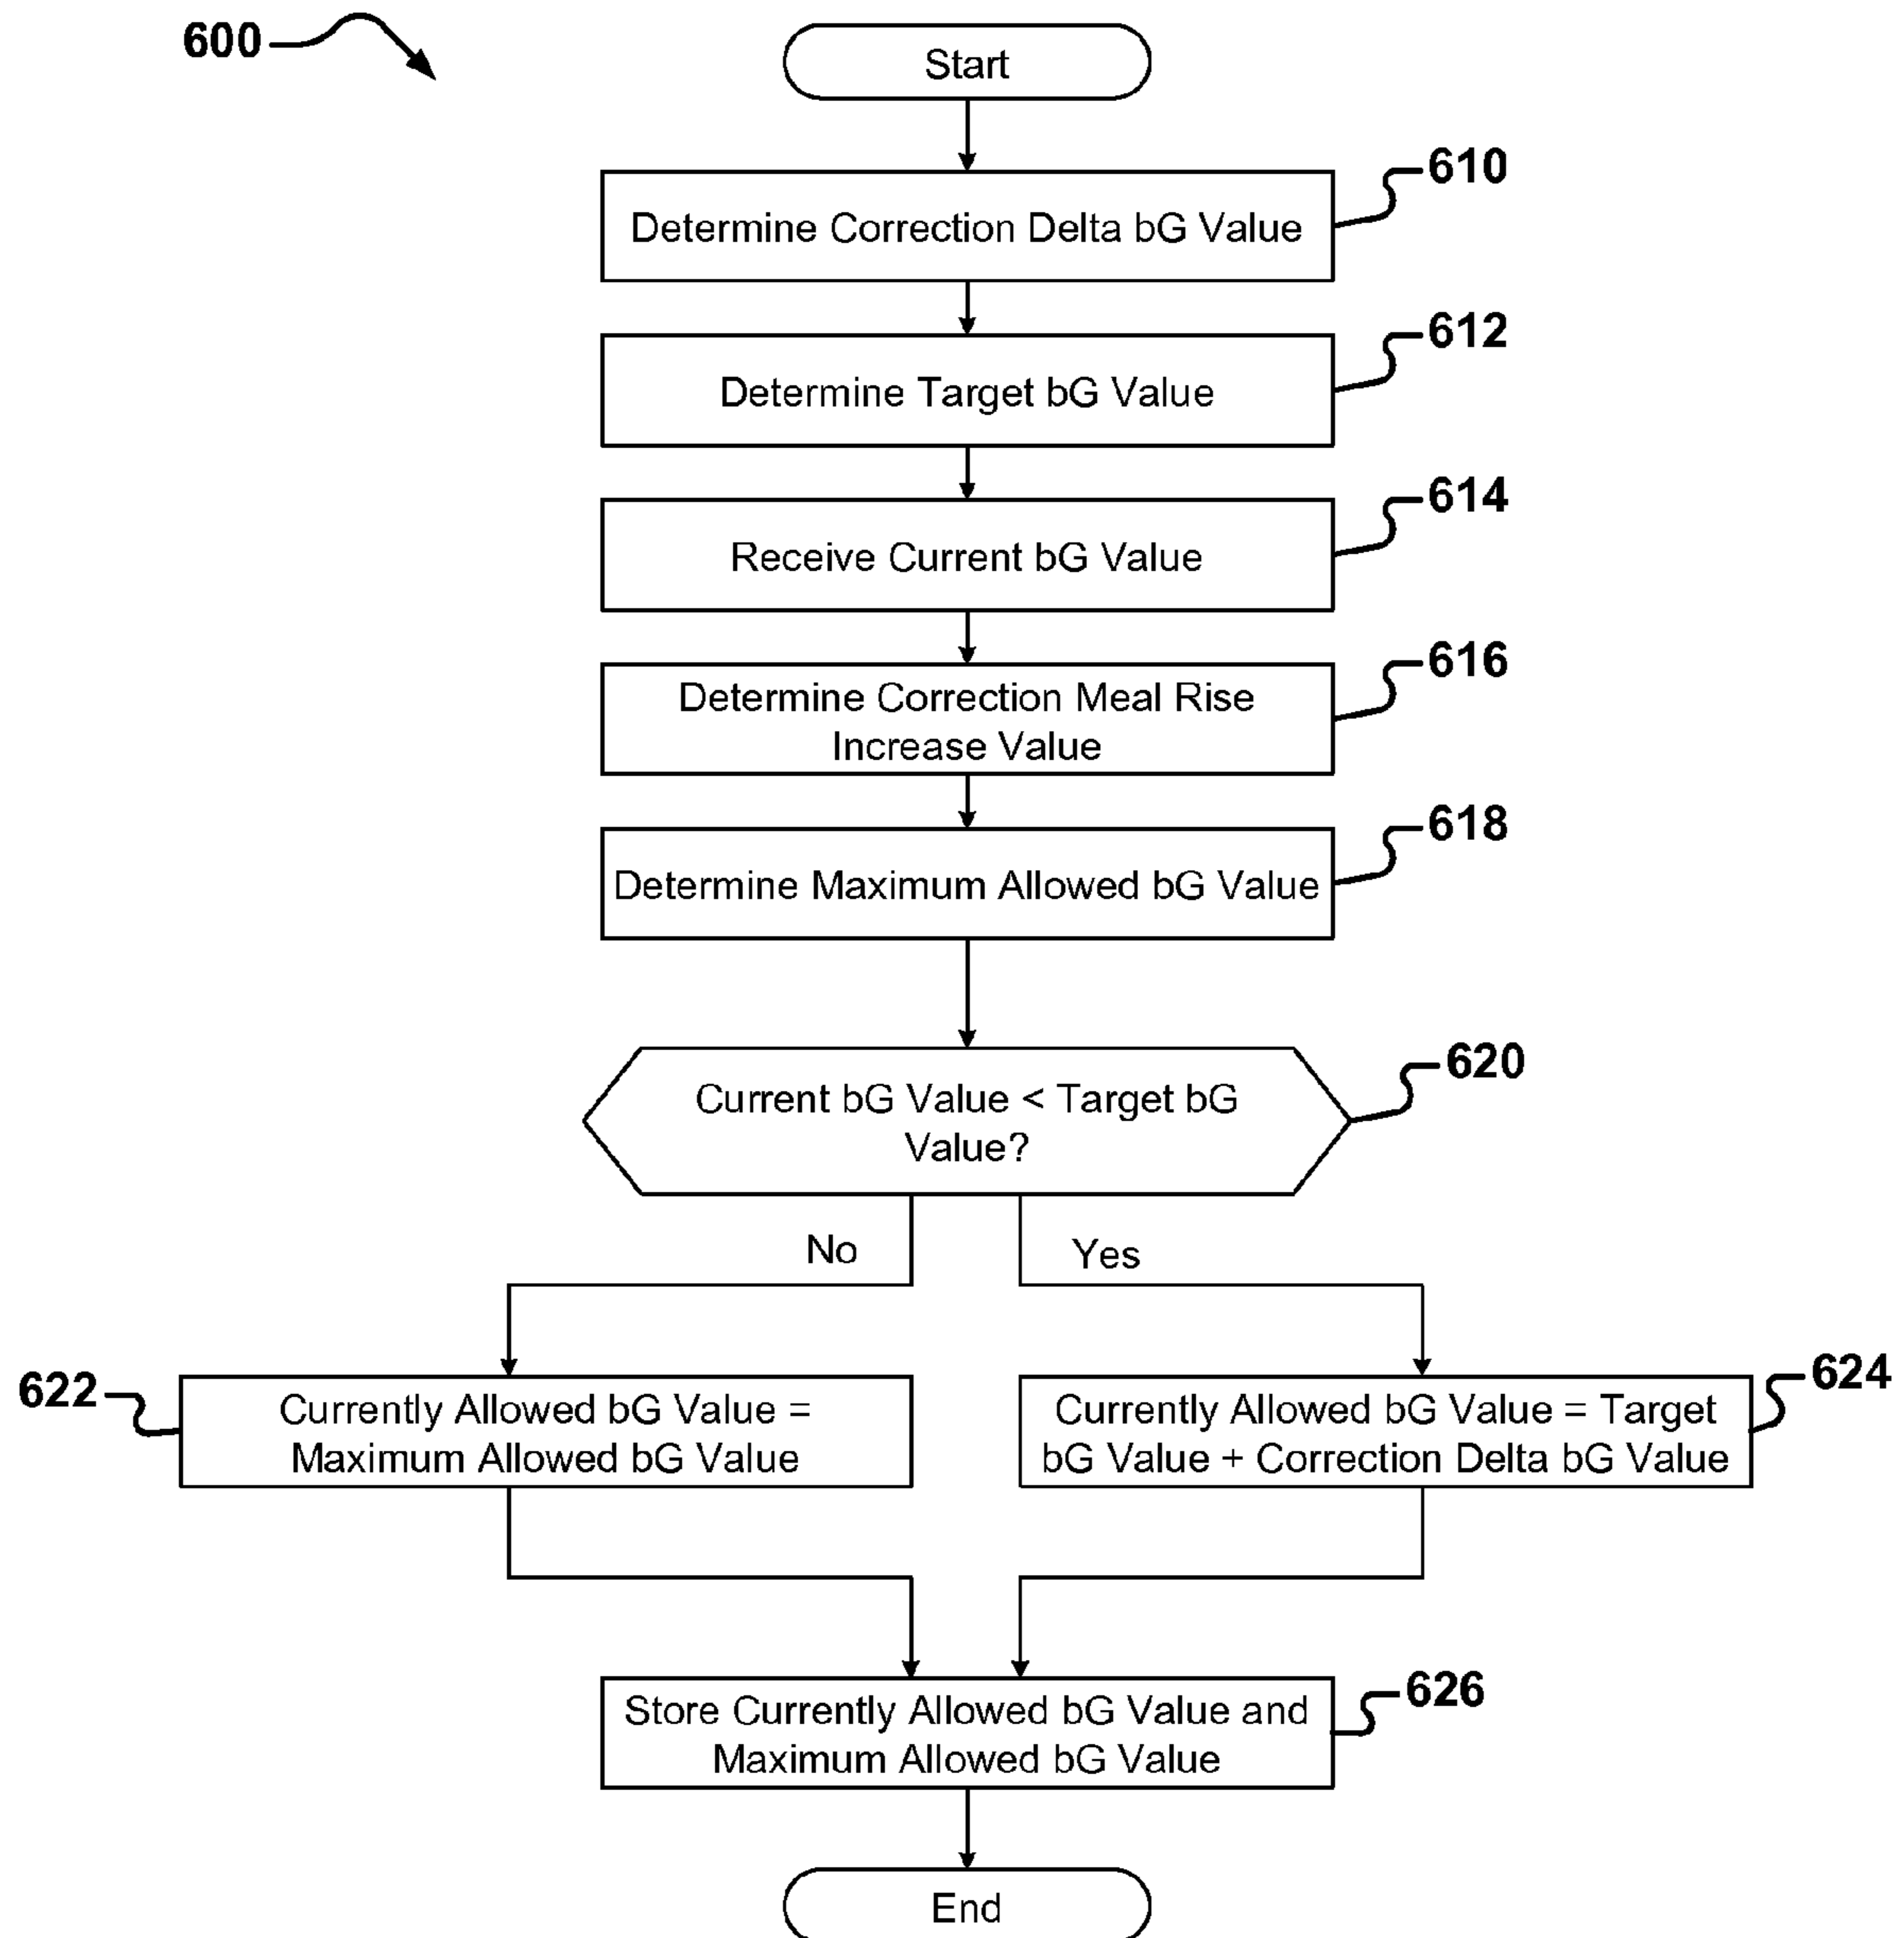 600
Start
610
Determine Correction Delta bG Value
612
Determine Target bG Value
614
Receive Current bG Value
616
Determine Correction Meal Rise
Increase Value
618
Determine Maximum Allowed bG Value
620
Current bG Value < Target bG
Value?
No
Yes
622
Currently Allowed bG Value =
Maximum Allowed bG Value
624
Currently Allowed bG Value = Target
bG Value + Correction Delta bG Value
626
Store Currently Allowed bG Value and
Maximum Allowed bG Value
End